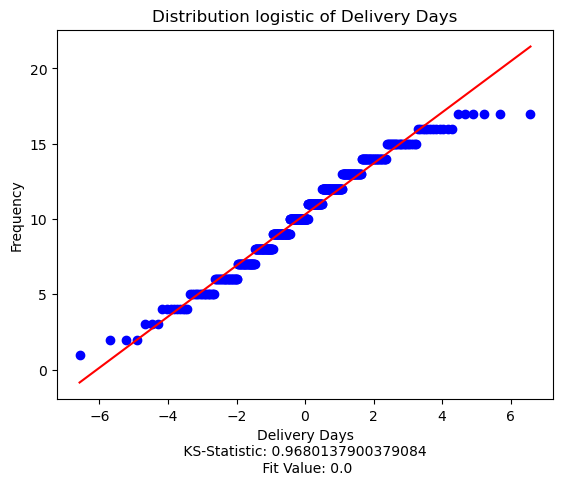 Distribution logistic of Delivery Days
20
15
10
5
0
Frequency
−6 −4 −2 0 2 4 6
Delivery Days
KS-Statistic: 0.9680137900379084
Fit Value: 0.0